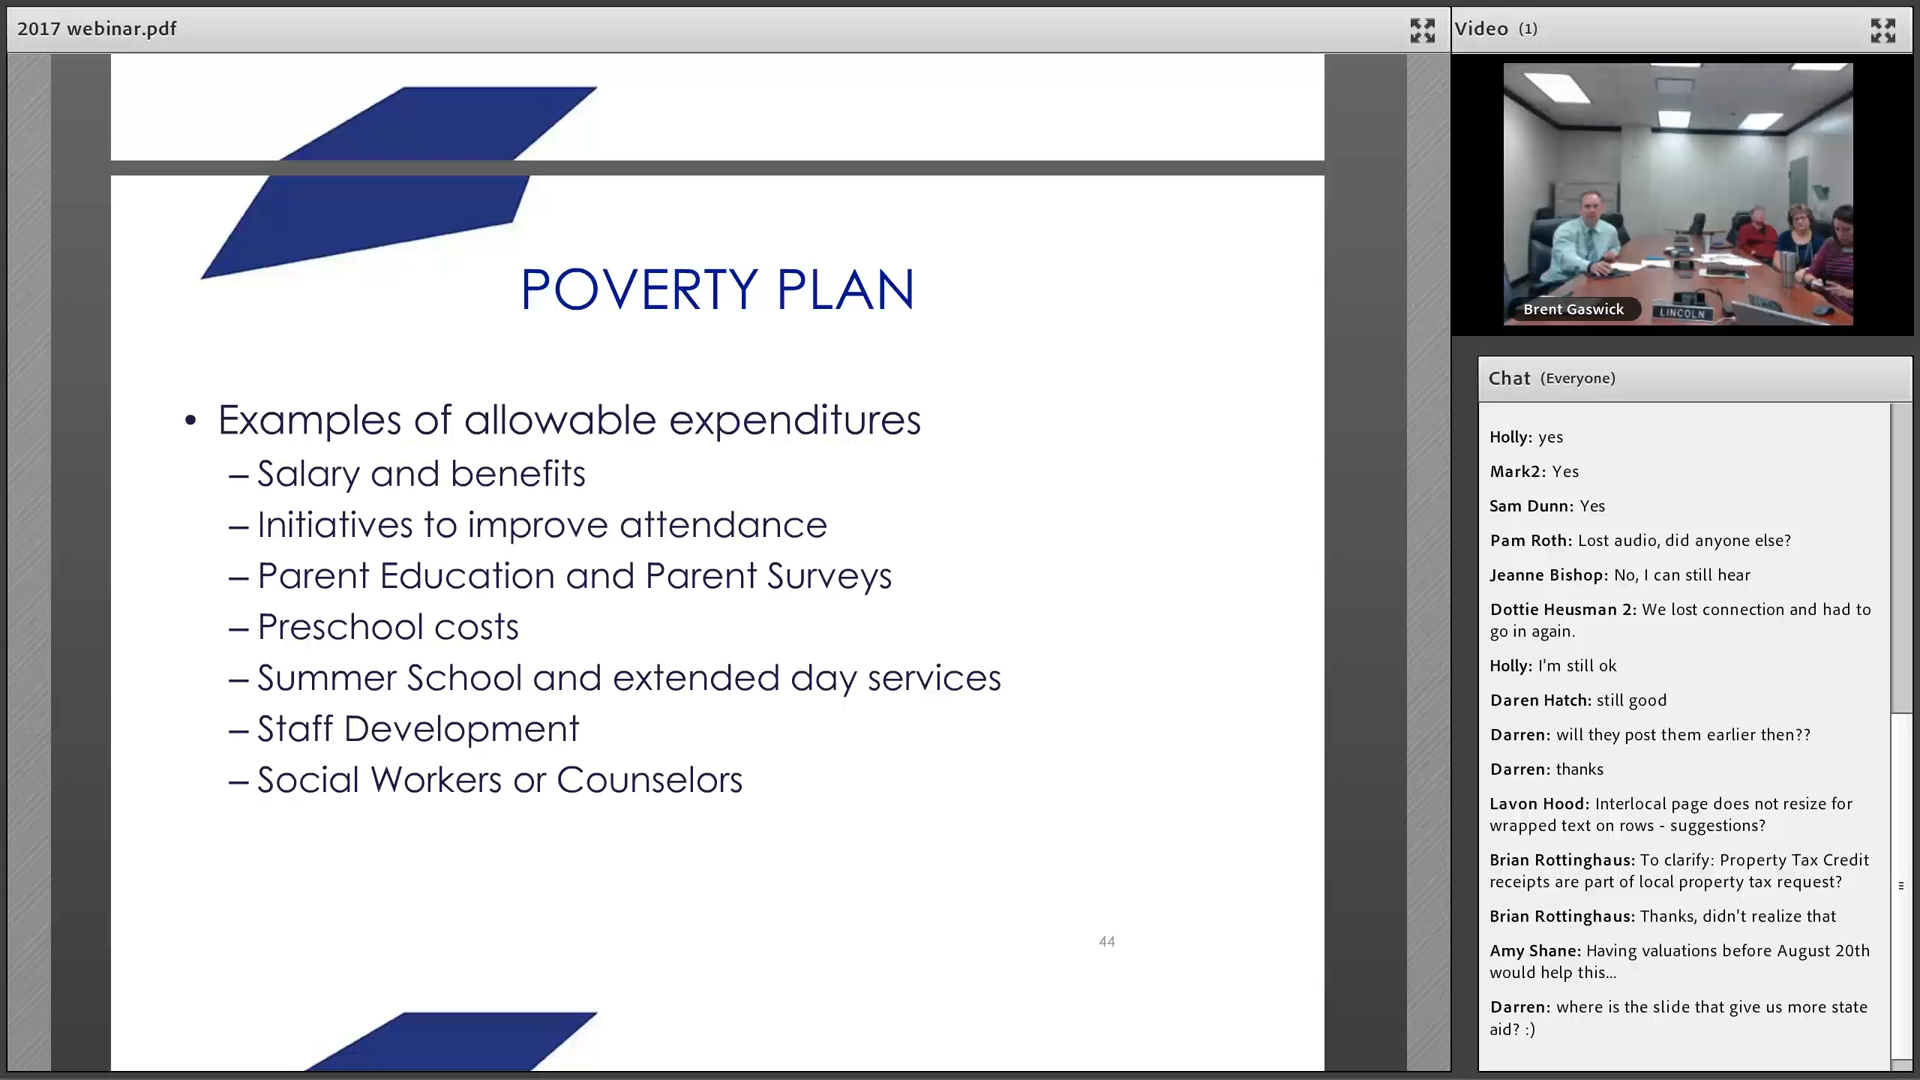 2017 webinar.pdf
POVERTY PLAN
• Examples of allowable expenditures
– Salary and benefits
– Initiatives to improve attendance
– Parent Education and Parent Surveys
– Preschool costs
– Summer School and extended day services
– Staff Development
– Social Workers or Counselors
44
Video (1)
Brent Gaswick
LINCOLN
Chat (Everyone)
Holly: yes
Mark2: Yes
Sam Dunn: Yes
Pam Roth: Lost audio, did anyone else?
Jeanne Bishop: No, I can still hear
Dottie Heusman 2: We lost connection and had to
go in again.
Holly: I'm still ok
Daren Hatch: still good
Darren: will they post them earlier then??
Darren: thanks
Lavon Hood: Interlocal page does not resize for
wrapped text on rows - suggestions?
Brian Rottinghaus: To clarify: Property Tax Credit
receipts are part of local property tax request?
Brian Rottinghaus: Thanks, didn't realize that
Amy Shane: Having valuations before August 20th
would help this...
Darren: where is the slide that give us more state
aid? :)